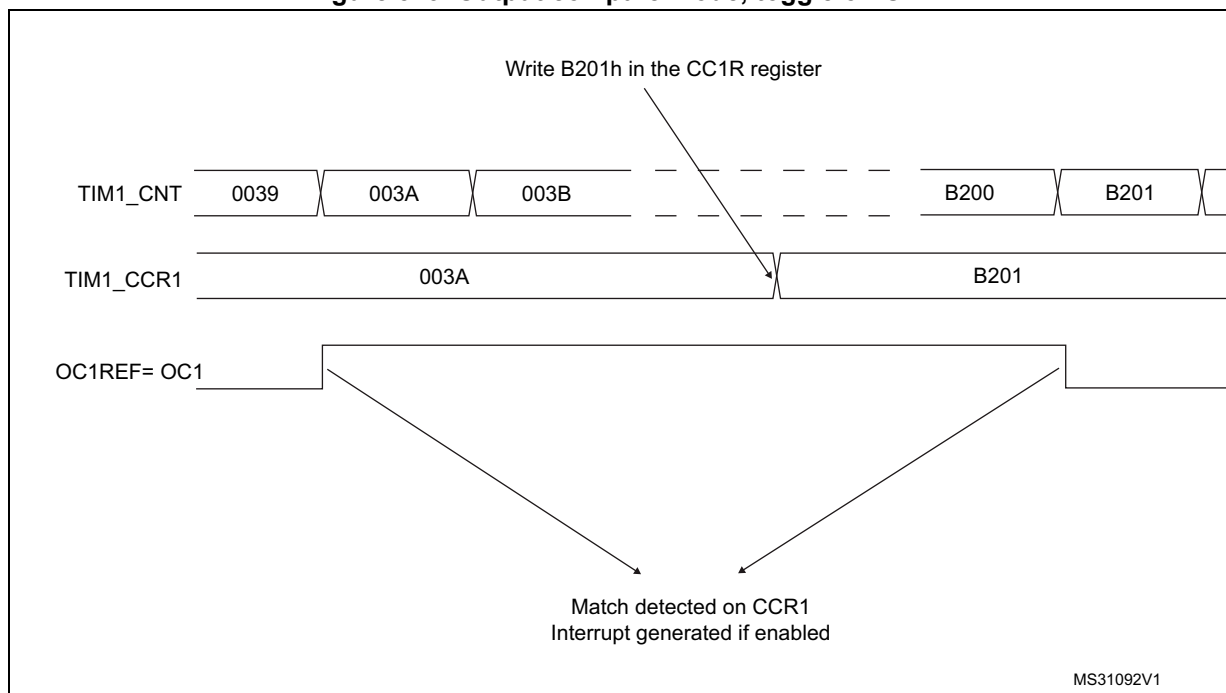 Write B201h in the CC1R register
TIM1_CNT 0039 003A 003B B200 B201
TIM1_CCR1 003A B201
OC1REF= OC1
Match detected on CCR1
Interrupt generated if enabled
MS31092V1